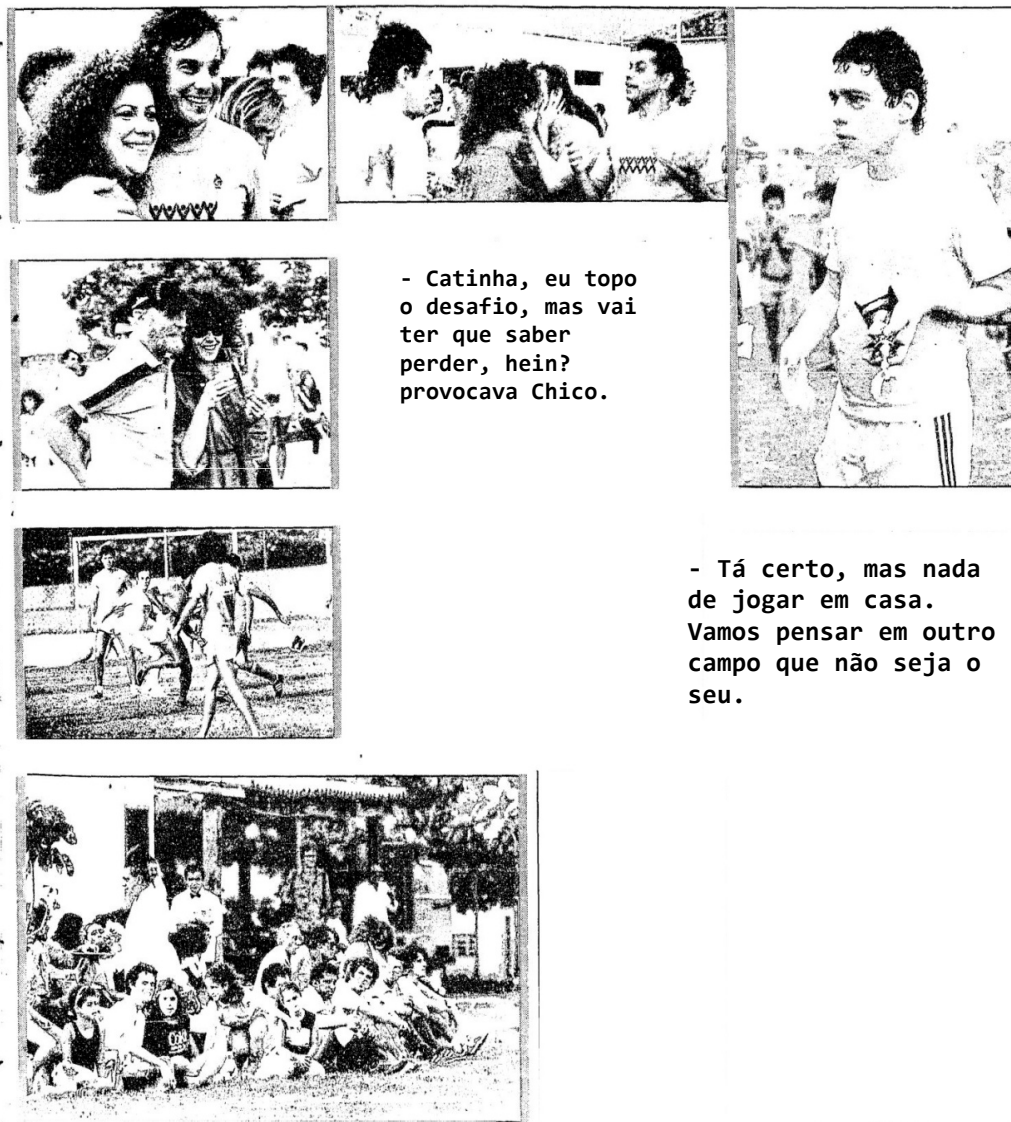 - Catinha, eu topo
o desafio, mas vai
ter que saber
perder, hein?
provocava Chico.
- Tá certo, mas nada
de jogar em casa.
Vamos pensar em outro
campo que não seja o
seu.